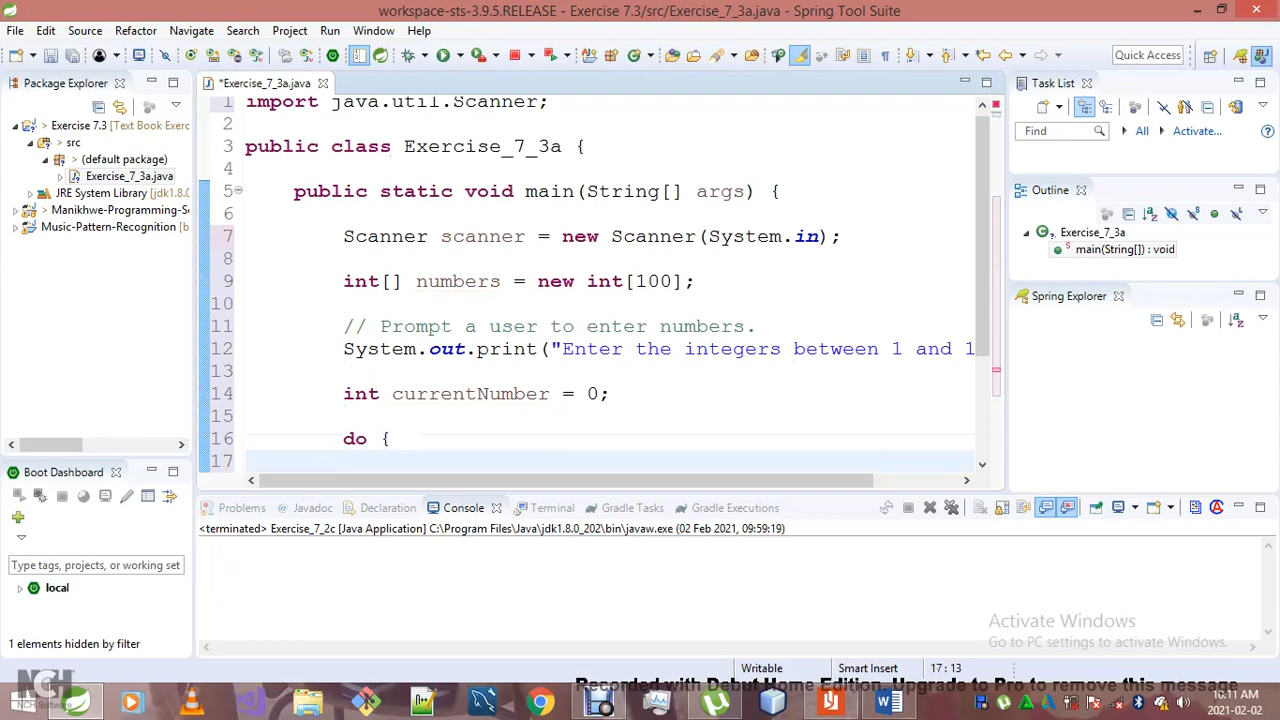 workspace-sts-3.9.5.RELEASE - Exercise 7.3/src/Exercise_7_3a.java - Spring Tool Suite
File Edit Source Refactor Navigate Search Project Run Window Help
Quick Access
Package Explorer
*Exercise_7_3a.java
Task List
Exercise 7.3 [Text Book Exerc
src
(default package)
Exercise_7_3a.java
JRE System Library [jdk1.8.0
Manikhwe-Programming-S
Music-Pattern-Recognition [b
1 import java.util.Scanner;
2
3 public class Exercise_7_3a {
4
5 public static void main(String[] args) {
6
7 Scanner scanner = new Scanner(System.in);
8
9 int[] numbers = new int[100];
10
11 // Prompt a user to enter numbers.
12 System.out.print("Enter the integers between 1 and 1
13
14 int currentNumber = 0;
15
16 do {
17
Find All Activate...
Outline
Exercise_7_3a
main(String[]) : void
Spring Explorer
Boot Dashboard
Type tags, projects, or working set
local
1 elements hidden by filter
Problems Declaration Console Terminal Gradle Tasks Gradle Executions
<terminated> Exercise_7_2c [Java Application] C:\Program Files\Java\jdk1.8.0_202\bin\javaw.exe (02 Feb 2021, 09:59:19)
Activate Windows
Go to PC settings to activate Windows.
Writable Smart Insert 17 : 13
NCH Software
Recorded with Debut Home Edition. Upgrade to Pro to remove this message
10:11 AM
2021-02-02